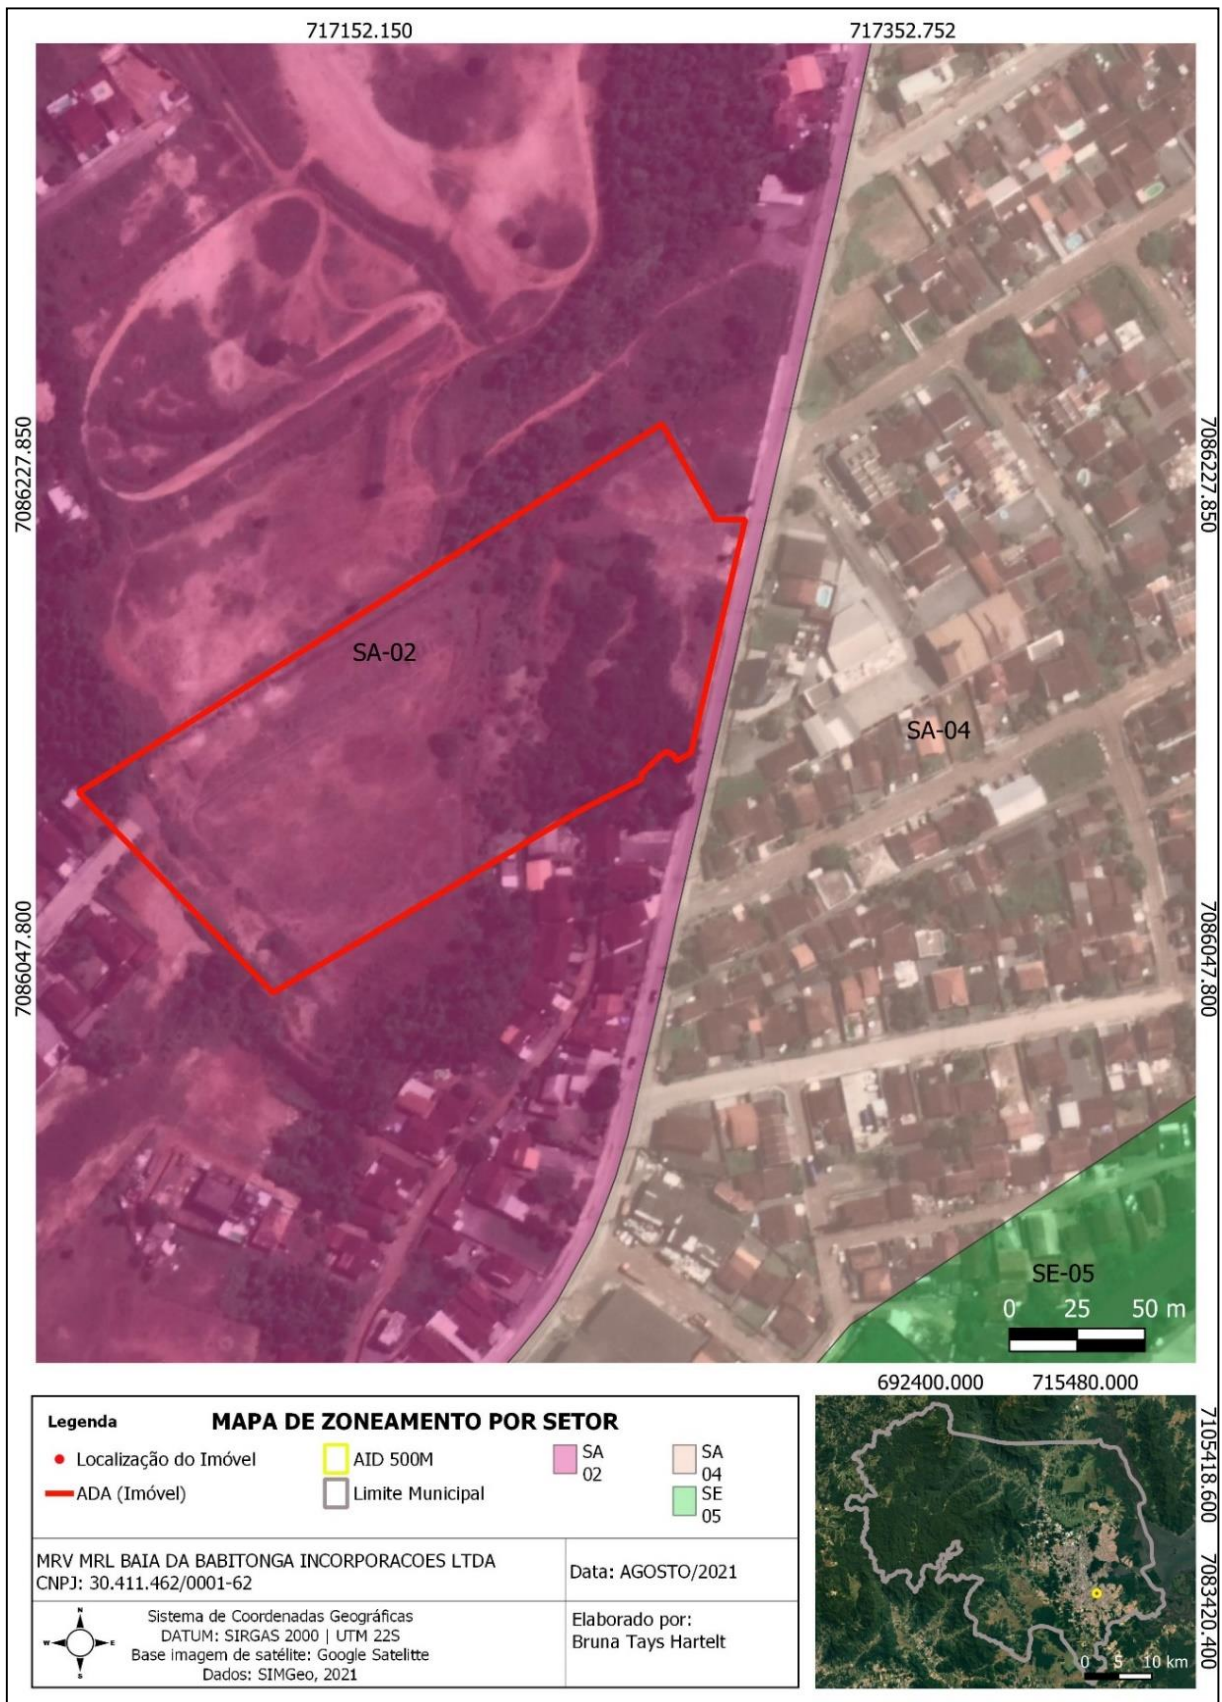 717152.150
717352.752
7086227.850
7086227.850
SA-02
SA-04
7086047.800
7086047.800
SE-05
0 25 50 m
692400.000 715480.000
Legenda
MAPA DE ZONEAMENTO POR SETOR
Localização do Imóvel
AID 500M
SA
02
SA
04
ADA (Imóvel)
Limite Municipal
SE
05
7105418.600
7083420.400
MRV MRL BAIA DA BABITONGA INCORPORACOES LTDA
CNPJ: 30.411.462/0001-62
Data: AGOSTO/2021
N
W E
S
Sistema de Coordenadas Geográficas
DATUM: SIRGAS 2000 | UTM 22S
Base imagem de satélite: Google Satelitte
Dados: SIMGeo, 2021
Elaborado por:
Bruna Tays Hartelt
0 5 10 km